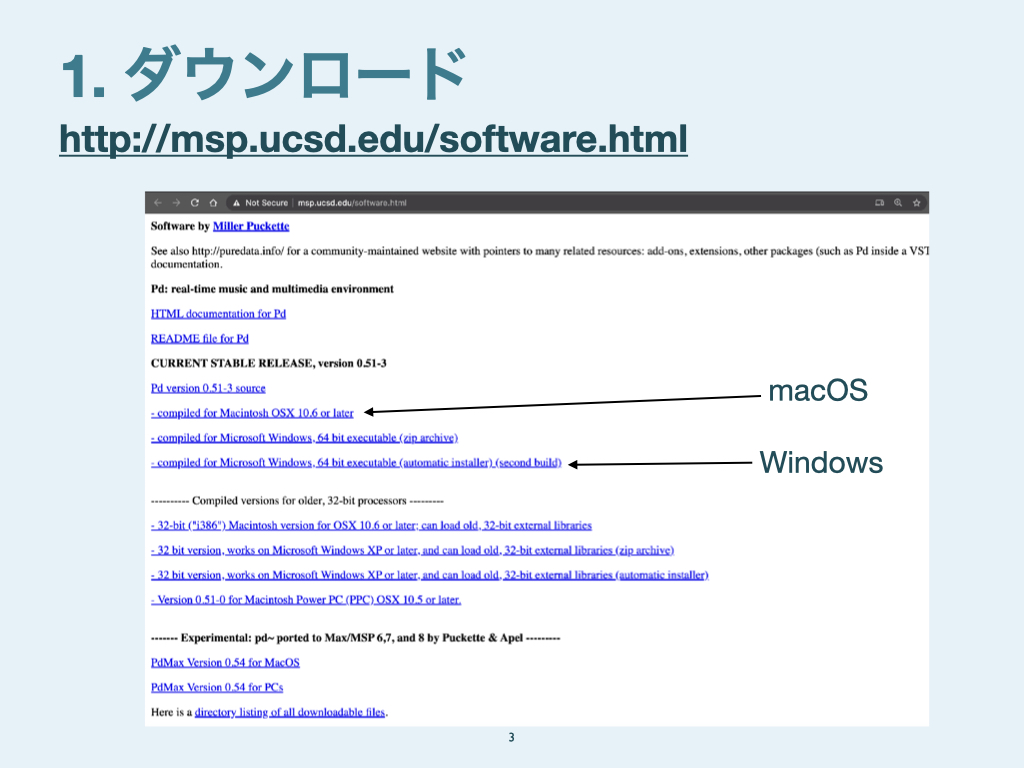 1. ダウンロード
http://msp.ucsd.edu/software.html
Not Secure | msp.ucsd.edu/software.html
Software by Miller Puckette
See also http://puredata.info/ for a community-maintained website with pointers to many related resources: add-ons, extensions, other packages (such as Pd inside a VST
documentation.
Pd: real-time music and multimedia environment
HTML documentation for Pd
README file for Pd
CURRENT STABLE RELEASE, version 0.51-3
Pd version 0.51-3 source
macOS
- compiled for Macintosh OSX 10.6 or later
- compiled for Microsoft Windows, 64 bit executable (zip archive)
- compiled for Microsoft Windows, 64 bit executable (automatic installer) (second build)
Windows
---------- Compiled versions for older, 32-bit processors ---------
- 32-bit ("i386") Macintosh version for OSX 10.6 or later; can load old, 32-bit external libraries
- 32 bit version, works on Microsoft Windows XP or later, and can load old, 32-bit external libraries (zip archive)
- 32 bit version, works on Microsoft Windows XP or later, and can load old, 32-bit external libraries (automatic installer)
- Version 0.51-0 for Macintosh Power PC (PPC) OSX 10.5 or later.
------- Experimental: pd~ ported to Max/MSP 6,7, and 8 by Puckette & Apel ---------
PdMax Version 0.54 for MacOS
PdMax Version 0.54 for PCs
Here is a directory listing of all downloadable files.
3